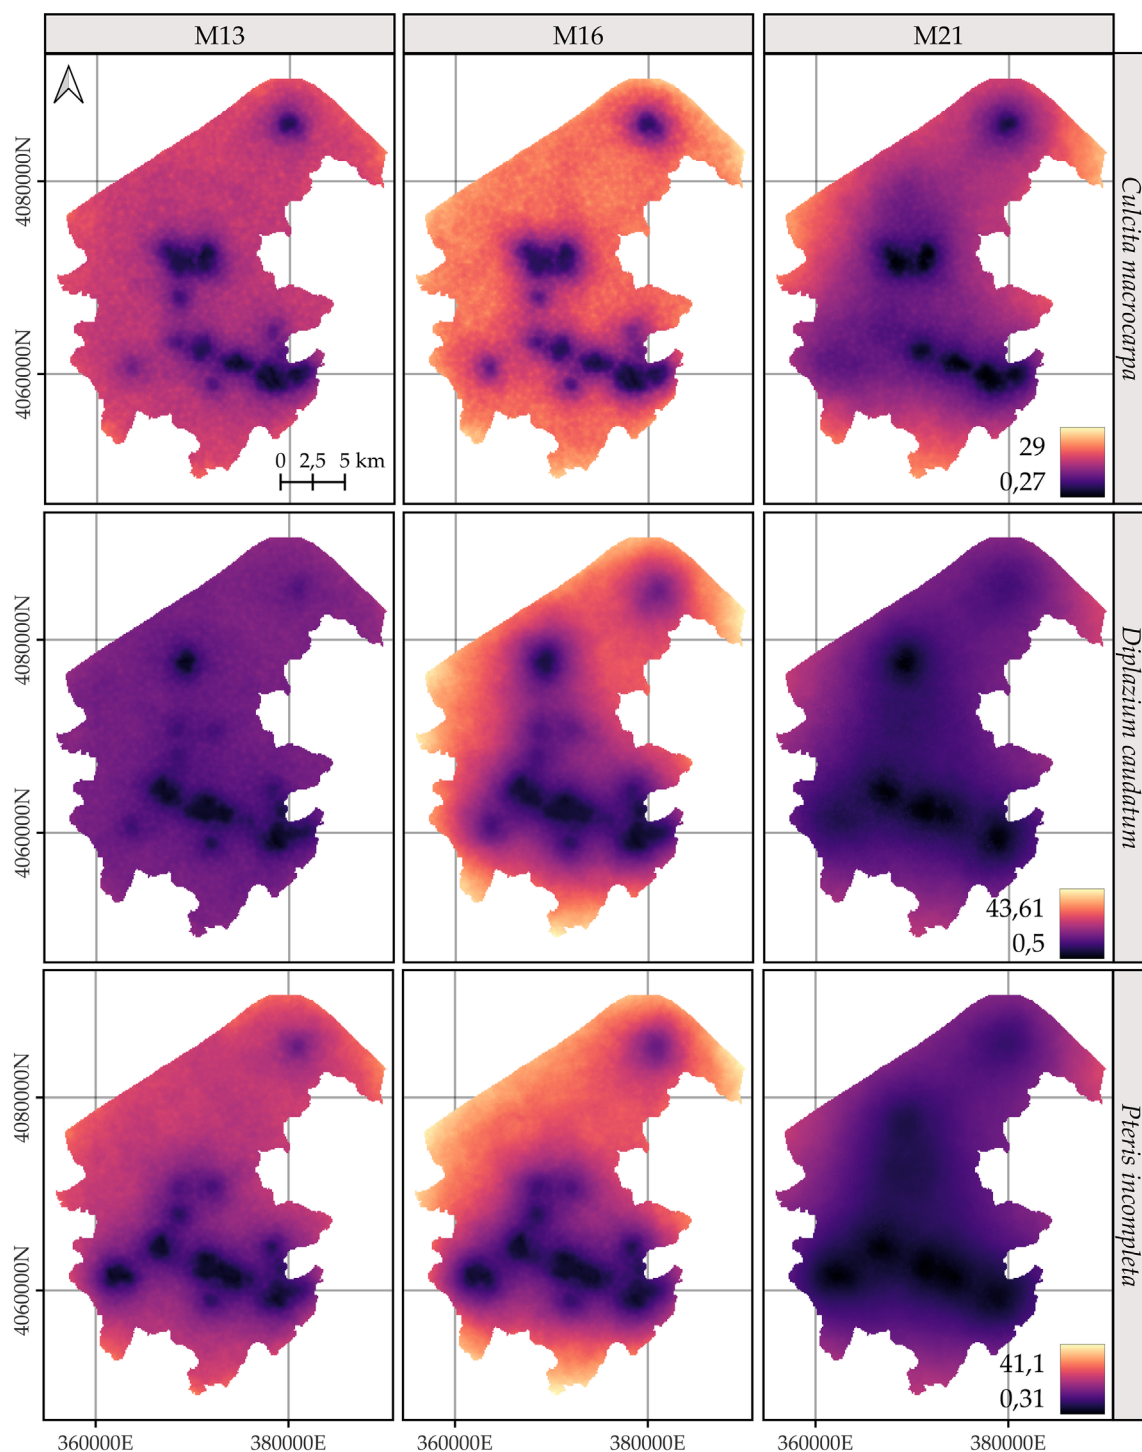 M13 M16 M21
4080000N
4060000N
0 2,5 5 km
29
0,27
Culcita macrocarpa
4080000N
4060000N
43,61
0,5
Diplazium caudatum
4080000N
4060000N
41,1
0,31
Pteris incompleta
360000E 380000E 360000E 380000E 360000E 380000E